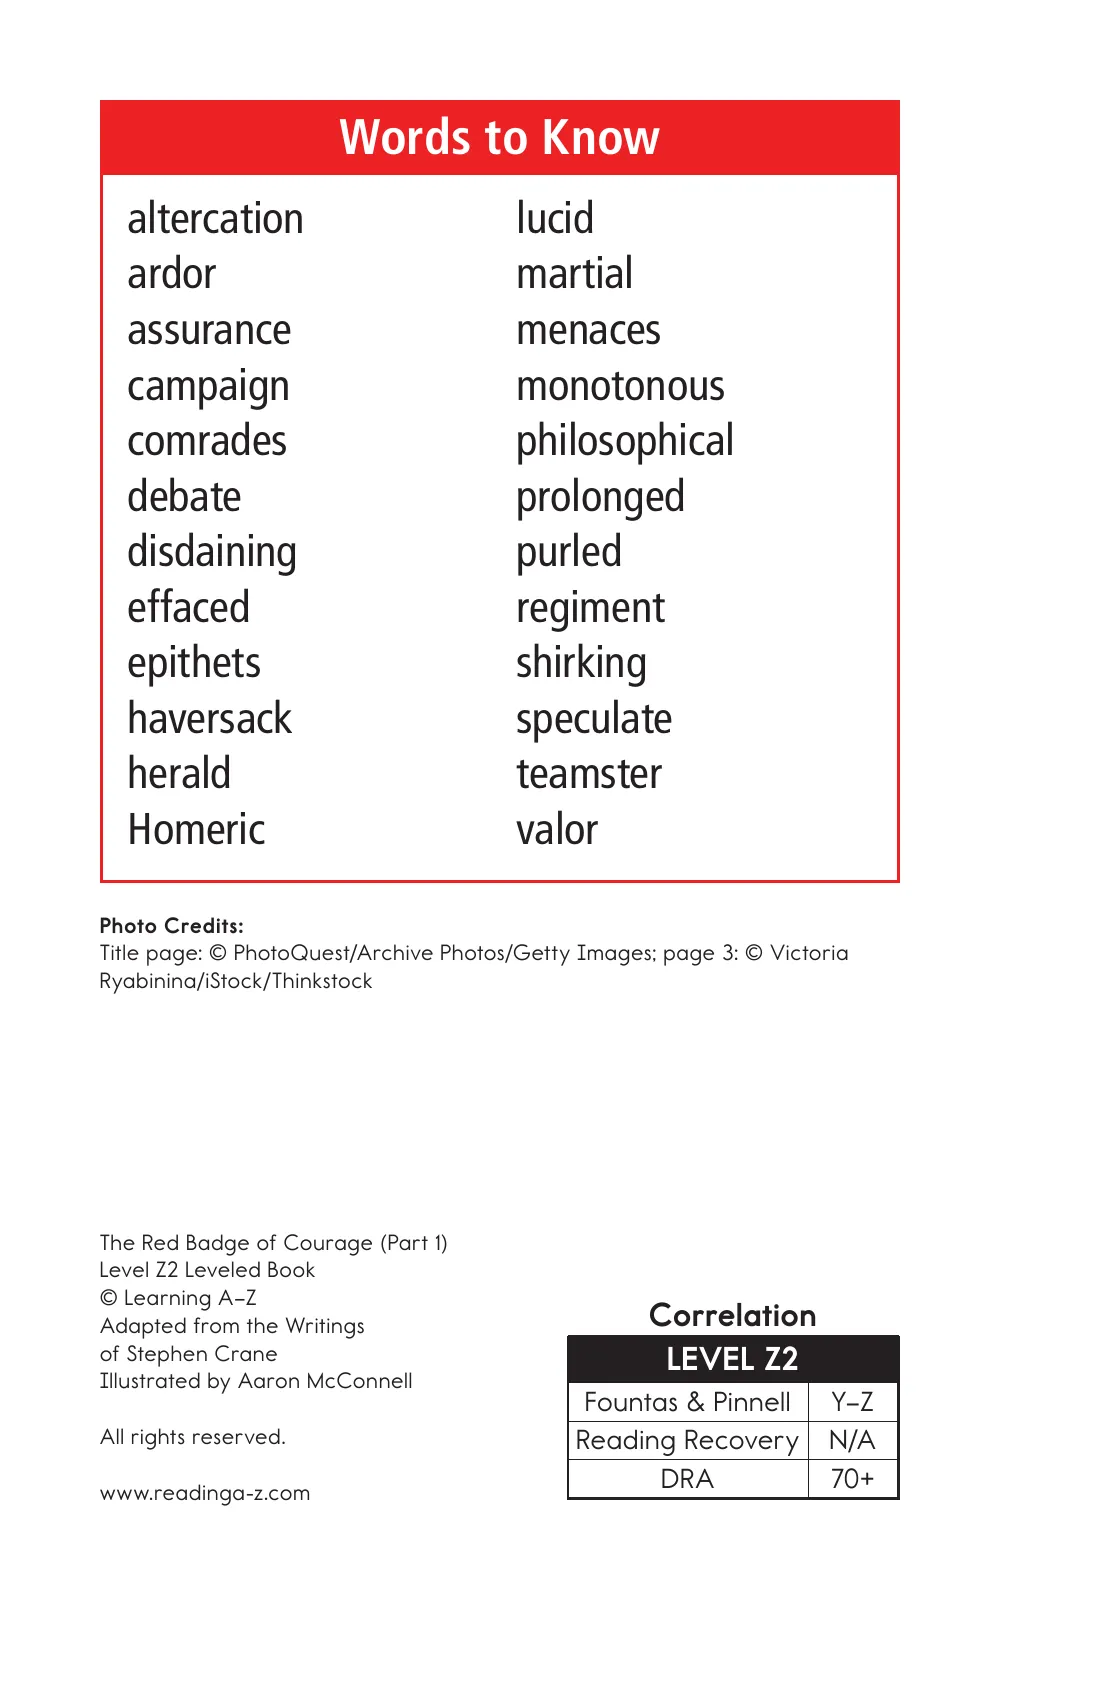 Words to Know
altercation
ardor
assurance
campaign
comrades
debate
disdaining
effaced
epithets
haversack
herald
Homeric
lucid
martial
menaces
monotonous
philosophical
prolonged
purled
regiment
shirking
speculate
teamster
valor
Photo Credits:
Title page: © PhotoQuest/Archive Photos/Getty Images; page 3: © Victoria
Ryabinina/iStock/Thinkstock
The Red Badge of Courage (Part 1)
Level Z2 Leveled Book
© Learning A–Z
Adapted from the Writings
of Stephen Crane
Illustrated by Aaron McConnell
All rights reserved.
www.readinga-z.com
Correlation
LEVEL Z2
Fountas & Pinnell Y–Z
Reading Recovery N/A
DRA 70+